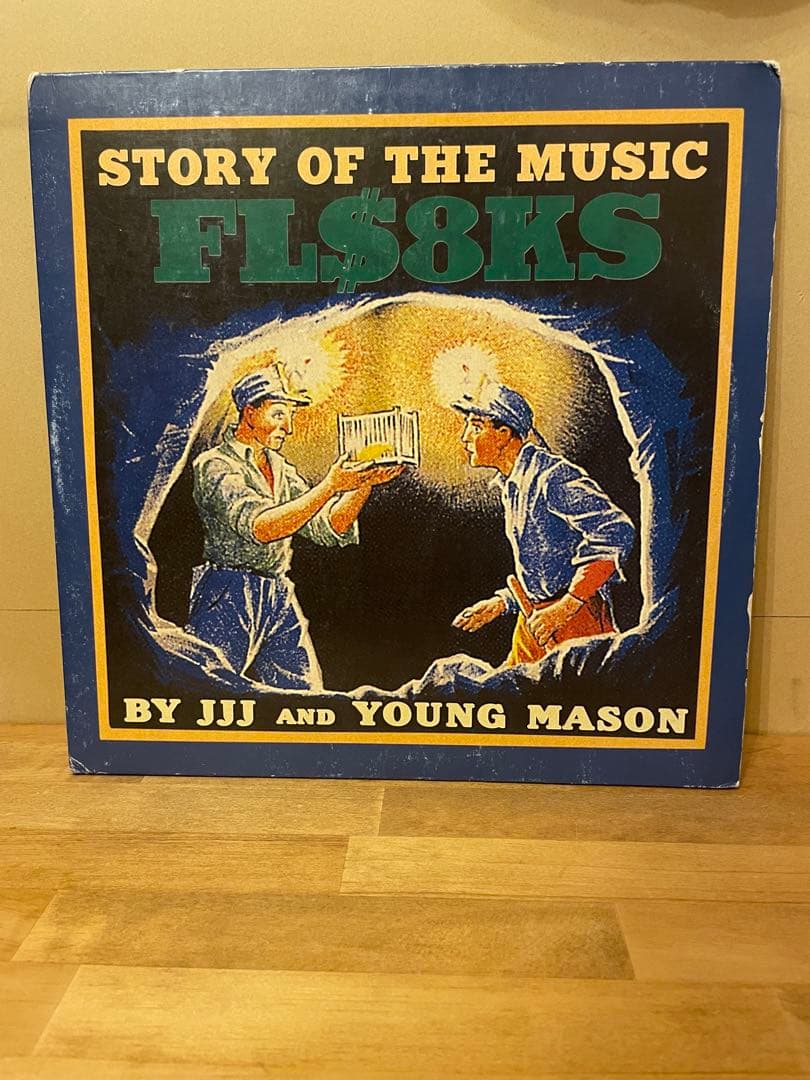 STORY OF THE MUSIC
FL$8KS
BY JJJ AND YOUNG MASON